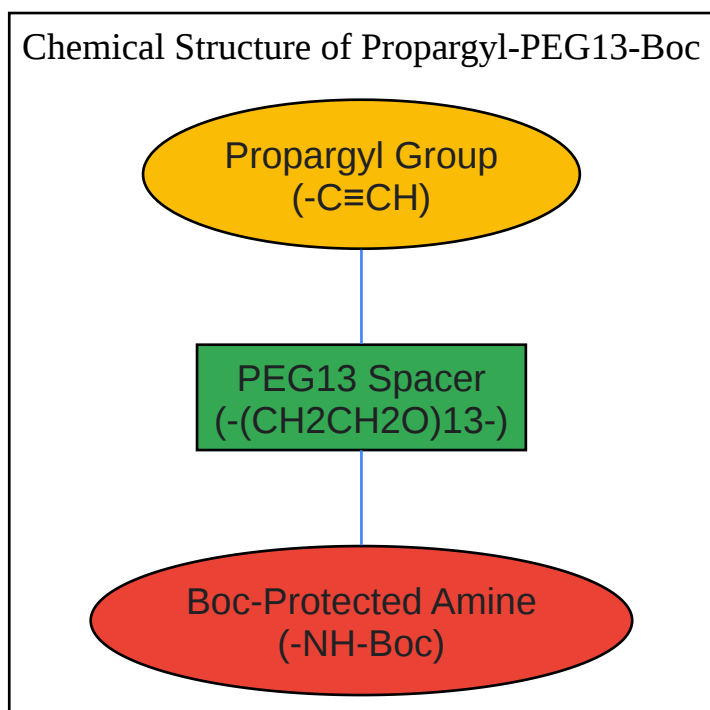 Chemical Structure of Propargyl-PEG13-Boc
Propargyl Group
(-C≡CH)
PEG13 Spacer
(-(CH2CH2O)13-)
Boc-Protected Amine
(-NH-Boc)